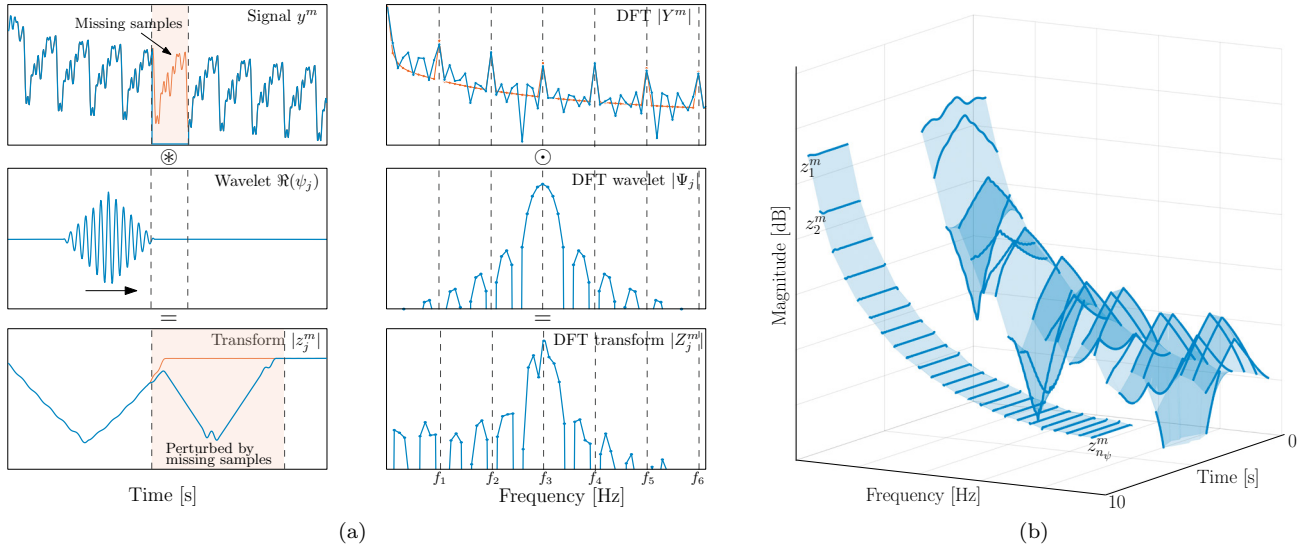 Signal y^m
Missing samples
DFT |Y^m|
⊛
⊙
Wavelet ℜ(ψ_j)
DFT wavelet |Ψ_j|
=
=
Transform |z_j^m|
DFT transform |Z_j^m|
Perturbed by
missing samples
f_1 f_2 f_3 f_4 f_5 f_6
Time [s]
Frequency [Hz]
(a)
Magnitude [dB]
z_1^m
z_2^m
z_{n_ψ}^m
0
Time [s]
10
Frequency [Hz]
(b)